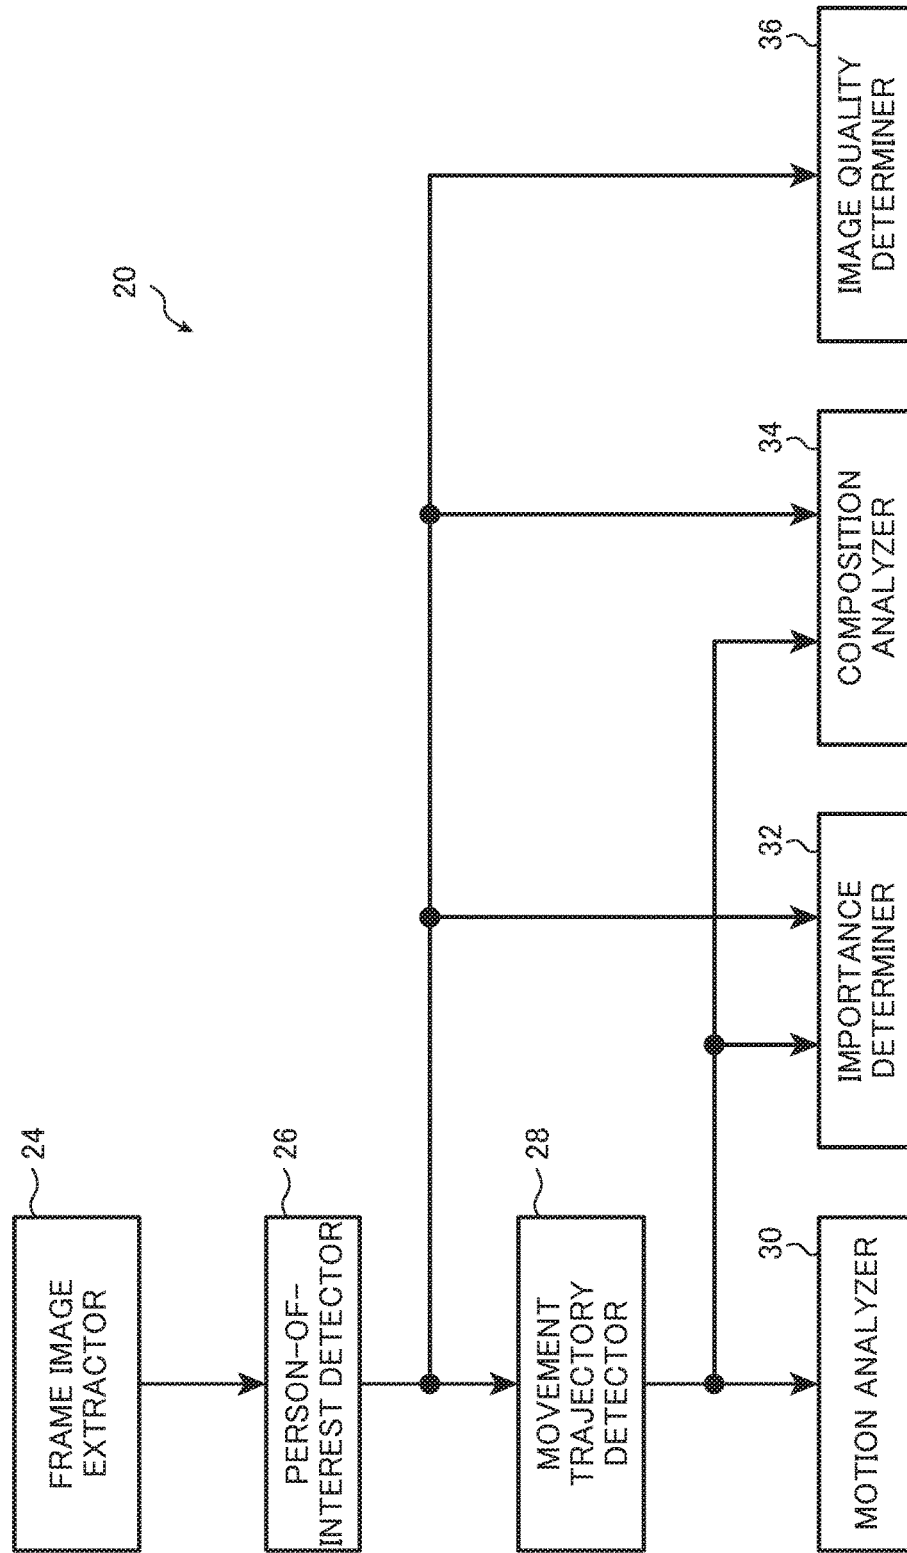 20
24
FRAME IMAGE
EXTRACTOR
26
PERSON-OF-
INTEREST DETECTOR
28
MOVEMENT
TRAJECTORY
DETECTOR
30
MOTION ANALYZER
32
IMPORTANCE
DETERMINER
34
COMPOSITION
ANALYZER
36
IMAGE QUALITY
DETERMINER